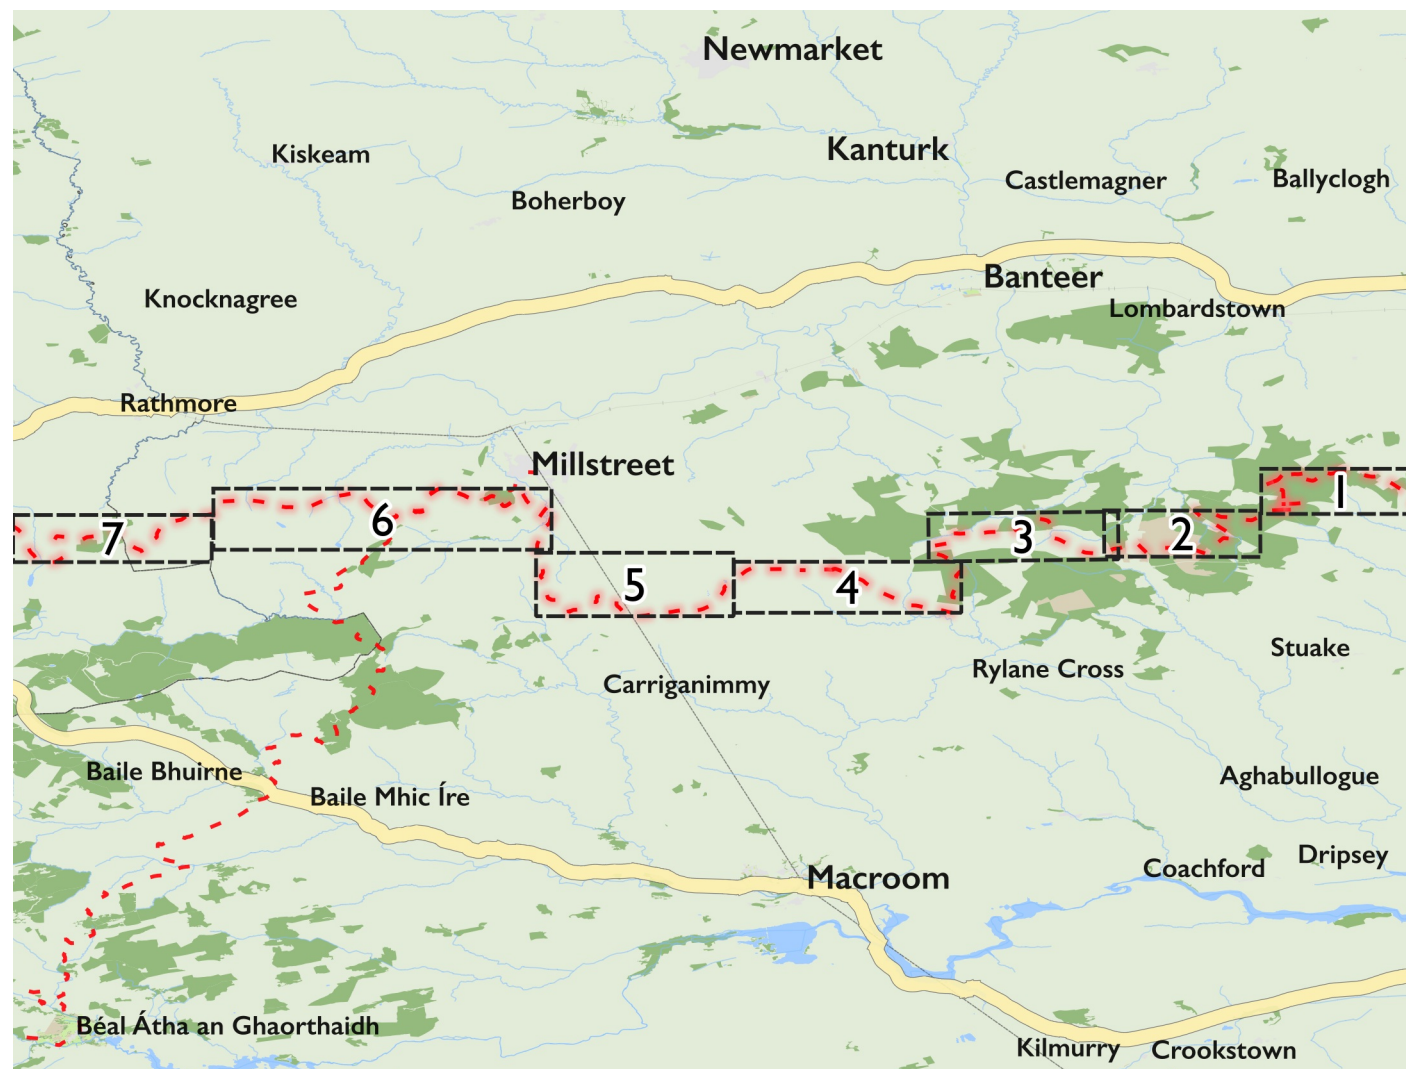 Newmarket
Kanturk
Kiskeam
Castlemagner
Ballyclogh
Boherboy
Banteer
Knocknagree
Lombardstown
Rathmore
Millstreet
1
6
7
3
2
5
4
Stuake
Rylane Cross
Carriganimmy
Baile Bhuirne
Aghabullogue
Baile Mhic Íre
Dripsey
Coachford
Macroom
Béal Átha an Ghaorthaidh
Kilmurry
Crookstown